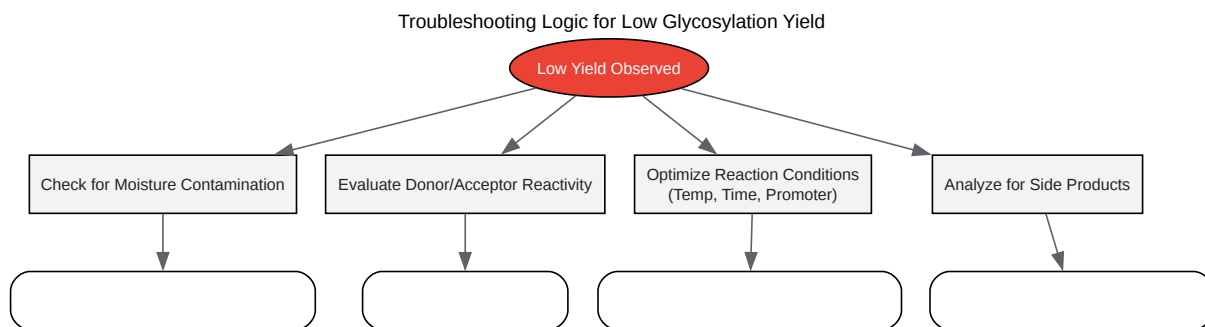 Troubleshooting Logic for Low Glycosylation Yield
Low Yield Observed
Check for Moisture Contamination
Evaluate Donor/Acceptor Reactivity
Optimize Reaction Conditions
(Temp, Time, Promoter)
Analyze for Side Products